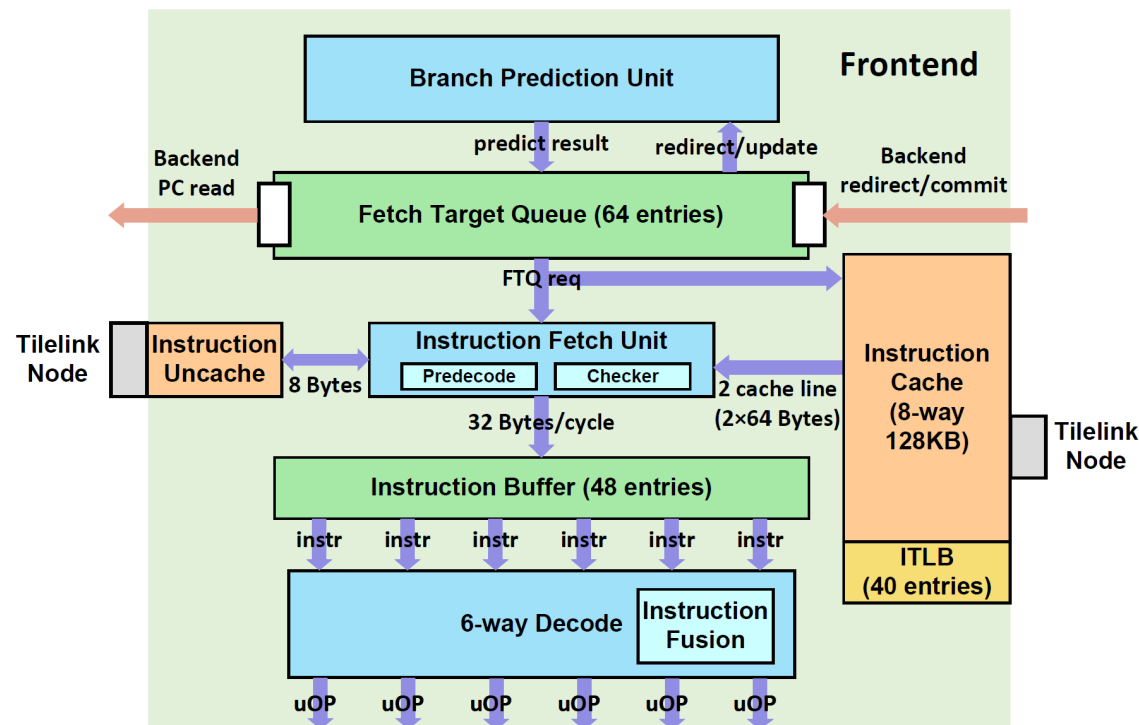 Frontend
Branch Prediction Unit
predict result
redirect/update
Backend
PC read
Backend
redirect/commit
Fetch Target Queue (64 entries)
FTQ req
Tilelink
Node
Instruction
Uncache
8 Bytes
Instruction Fetch Unit
Predecode
Checker
2 cache line
(2×64 Bytes)
Instruction
Cache
(8-way
128KB)
Tilelink
Node
32 Bytes/cycle
Instruction Buffer (48 entries)
instr
instr
instr
instr
instr
instr
ITLB
(40 entries)
6-way Decode
Instruction
Fusion
uOP
uOP
uOP
uOP
uOP
uOP